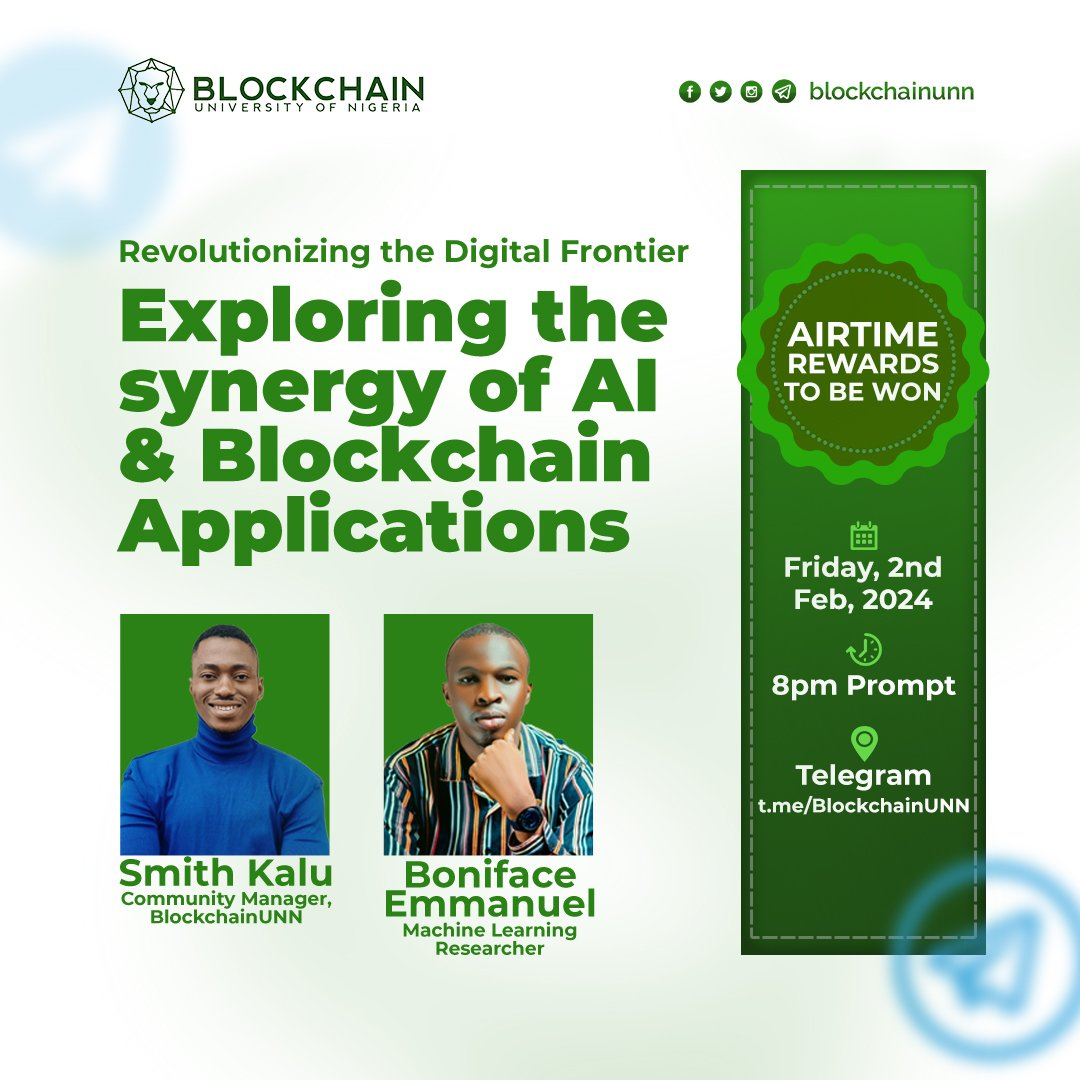 BLOCKCHAIN
UNIVERSITY OF NIGERIA
blockchainunn
Revolutionizing the Digital Frontier
Exploring the
synergy of AI
& Blockchain
Applications
AIRTIME
REWARDS
TO BE WON
Friday, 2nd
Feb, 2024
8pm Prompt
Telegram
t.me/BlockchainUNN
Smith Kalu
Community Manager,
BlockchainUNN
Boniface
Emmanuel
Machine Learning
Researcher